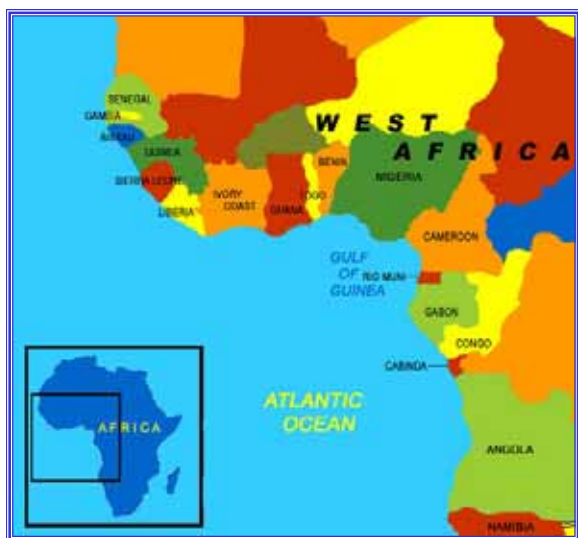 SENEGAL
GAMBIA
BISSAU
GUINEA
SIERRA LEONE
LIBERIA
IVORY
COAST
GHANA
TOGO
BENIN
WEST
AFRICA
NIGERIA
CAMEROON
GULF
OF
GUINEA
RIO MUNI
GABON
CONGO
CABINDA
ATLANTIC
OCEAN
AFRICA
ANGOLA
NAMIBIA